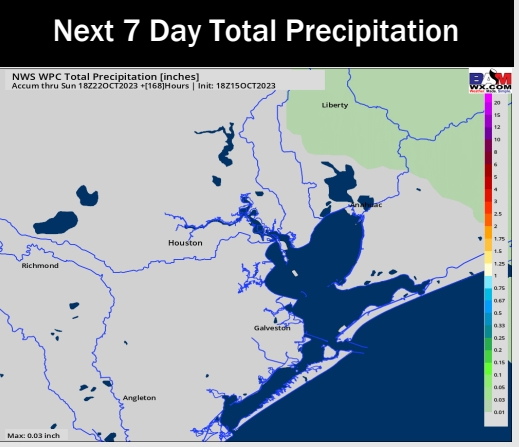 Next 7 Day Total Precipitation
NWS WPC Total Precipitation [inches]
Accum thru Sun 18Z22OCT2023 +[168]Hours | Init: 18Z15OCT2023
BAM
WX.COM
Liberty
Anahuac
Houston
Richmond
Galveston
Angleton
20
15
12
10
8
6
5
4
3
2.5
2
1.75
1.5
1.25
1
0.75
0.67
0.5
0.33
0.25
0.2
0.15
0.1
0.05
0.03
0.01
Max: 0.03 inch